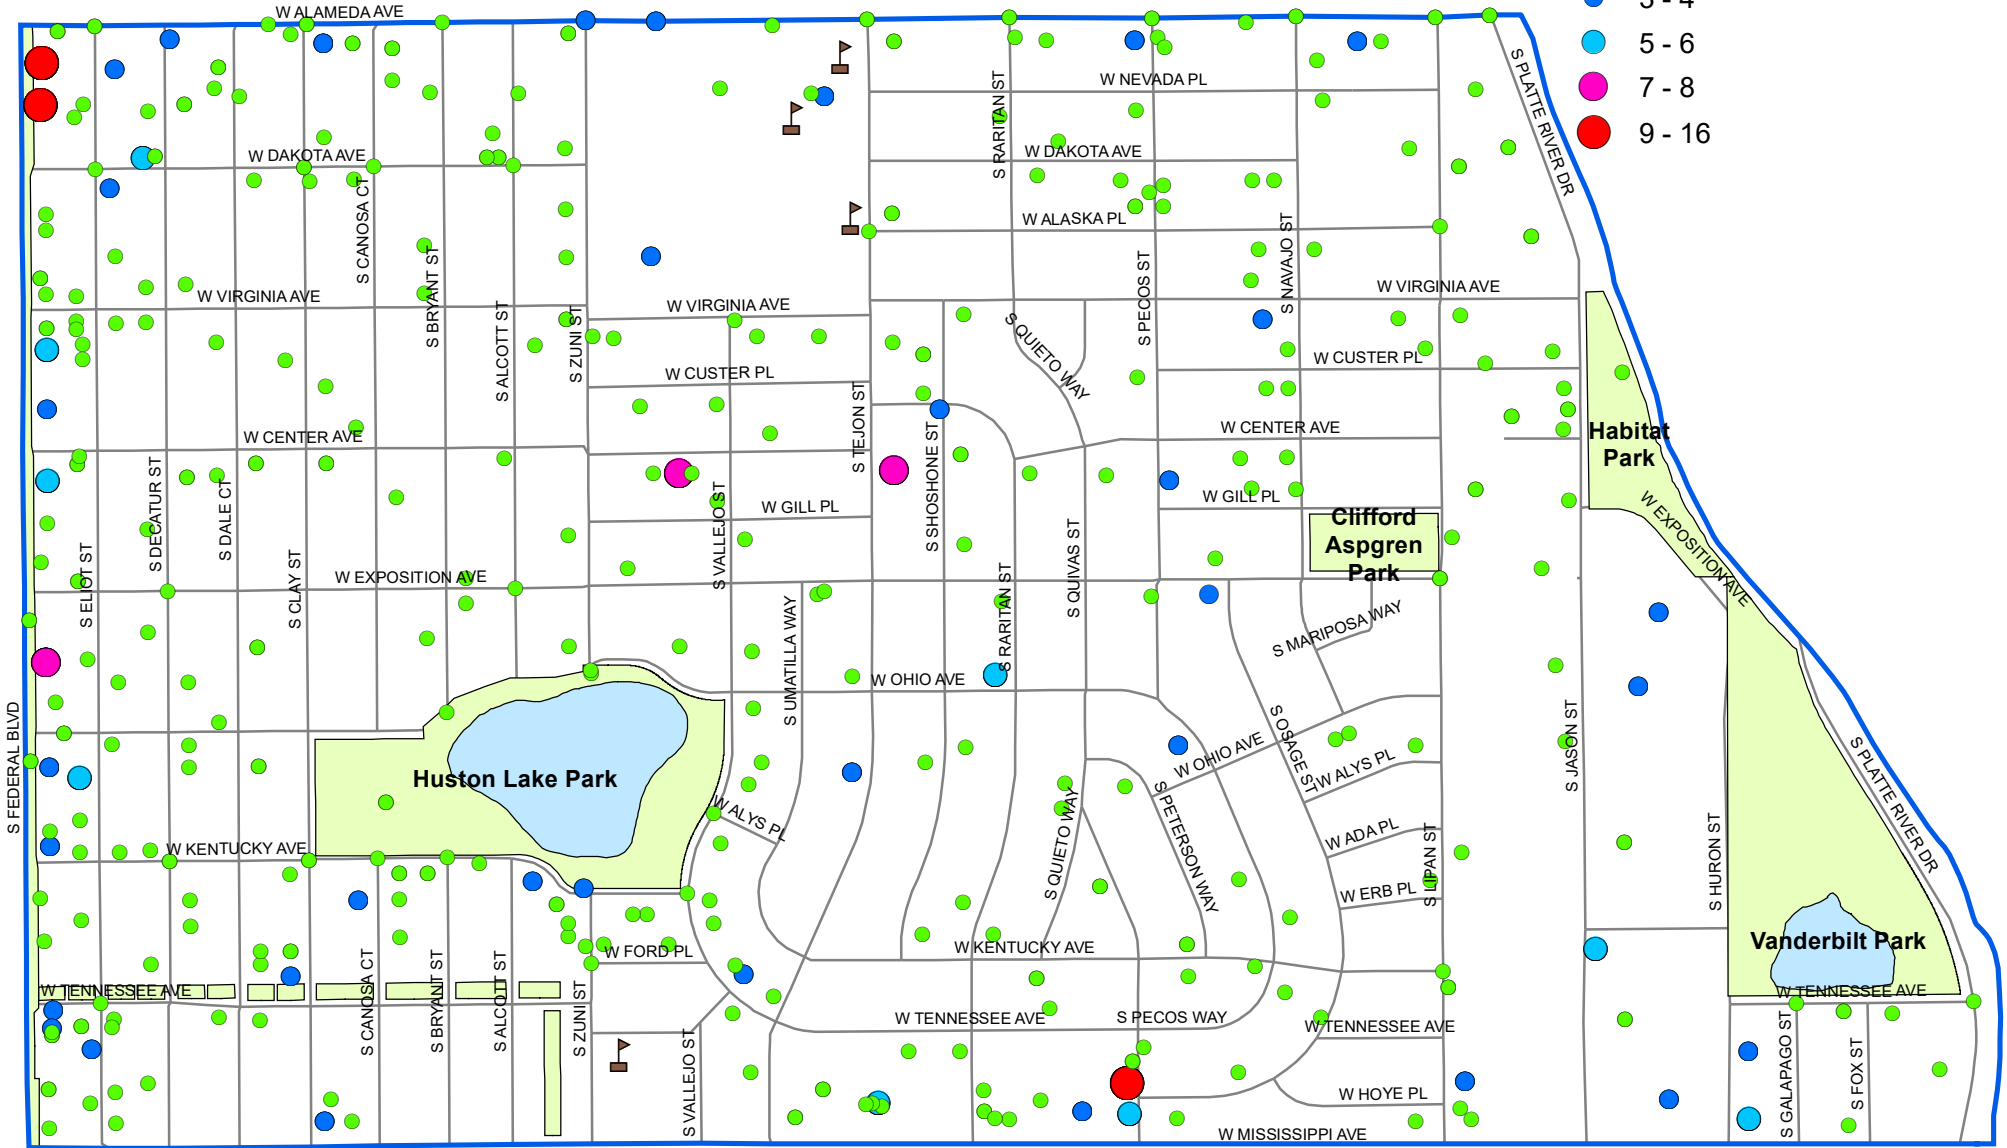 W ALAMEDA AVE
3 - 4
5 - 6
7 - 8
9 - 16
S PLATTE RIVER DR
W NEVADA PL
S RARITAN ST
W DAKOTA AVE
W DAKOTA AVE
S CANOSA CT
W ALASKA PL
S NAVAJO ST
S BRYANT ST
S PECOS ST
W VIRGINIA AVE
W VIRGINIA AVE
W VIRGINIA AVE
S ALCOTT ST
S ZUNI ST
S QUIETO WAY
W CUSTER PL
W CUSTER PL
S TEJON ST
W CENTER AVE
W CENTER AVE
Habitat
Park
S SHOSHONE ST
S DECATUR ST
S DALE CT
S VALLEJO ST
W GILL PL
W GILL PL
W EXPOSITION AVE
Clifford
Aspgren
Park
S ELIOT ST
S CLAY ST
W EXPOSITION AVE
S QUIVAS ST
S RARITAN ST
S UMATILLA WAY
S MARIPOSA WAY
W OHIO AVE
S FEDERAL BLVD
S OSAGE ST
W OHIO AVE
S JASON ST
W ALYS PL
Huston Lake Park
S PLATTE RIVER DR
W ALYS PL
S QUIETO WAY
S PETERSON WAY
W ADA PL
S LIPAN ST
S HURON ST
W KENTUCKY AVE
W ERB PL
W KENTUCKY AVE
W FORD PL
Vanderbilt Park
W TENNESSEE AVE
W TENNESSEE AVE
S CANOSA CT
S BRYANT ST
S ALCOTT ST
S ZUNI ST
W TENNESSEE AVE
S PECOS WAY
W TENNESSEE AVE
S VALLEJO ST
S GALAPAGO ST
S FOX ST
W HOYE PL
W MISSISSIPPI AVE